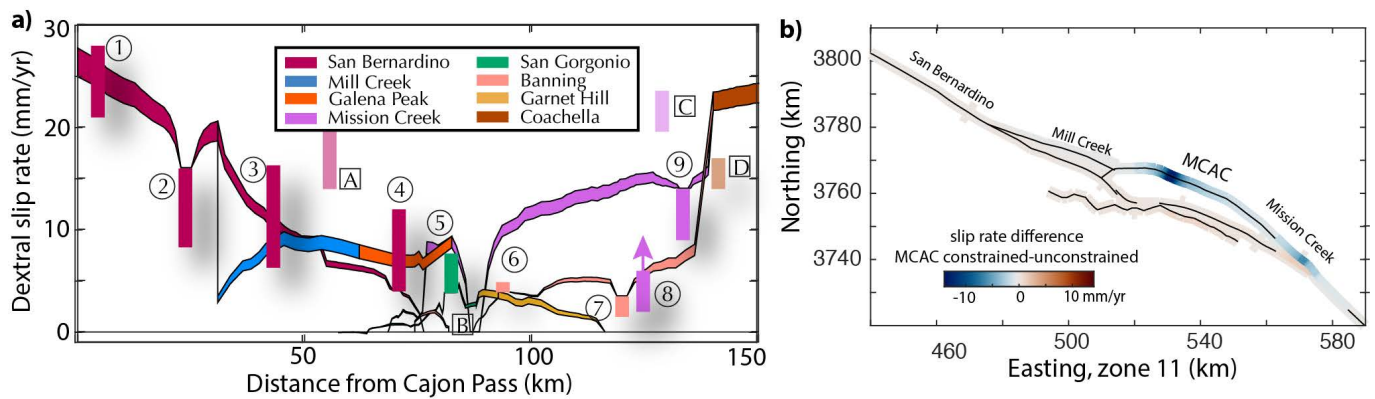 a)
Dextral slip rate (mm/yr)
30
20
10
0
50
100
150
Distance from Cajon Pass (km)
San Bernardino
Mill Creek
Galena Peak
Mission Creek
San Gorgonio
Banning
Garnet Hill
Coachella
1
2
3
4
5
6
7
8
9
A
B
C
D
b)
Northing (km)
3800
3780
3760
3740
460
500
540
580
Easting, zone 11 (km)
San Bernardino
Mill Creek
MCAC
Mission Creek
slip rate difference
MCAC constrained-unconstrained
-10 0 10 mm/yr